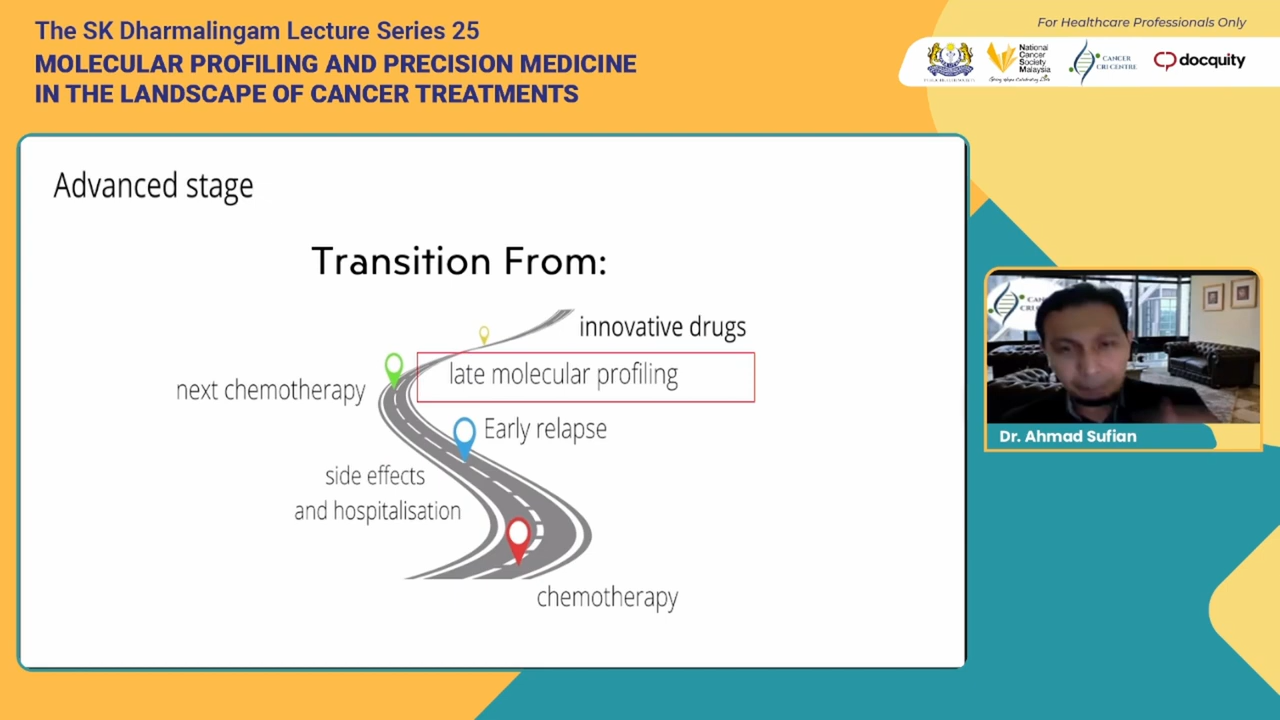 The SK Dharmalingam Lecture Series 25
MOLECULAR PROFILING AND PRECISION MEDICINE
IN THE LANDSCAPE OF CANCER TREATMENTS
For Healthcare Professionals Only
National
Cancer
Society
Malaysia
CANCER
CRI CENTRE
docquity
Advanced stage
Transition From:
innovative drugs
late molecular profiling
next chemotherapy
Early relapse
side effects
and hospitalisation
chemotherapy
Dr. Ahmad Sufian